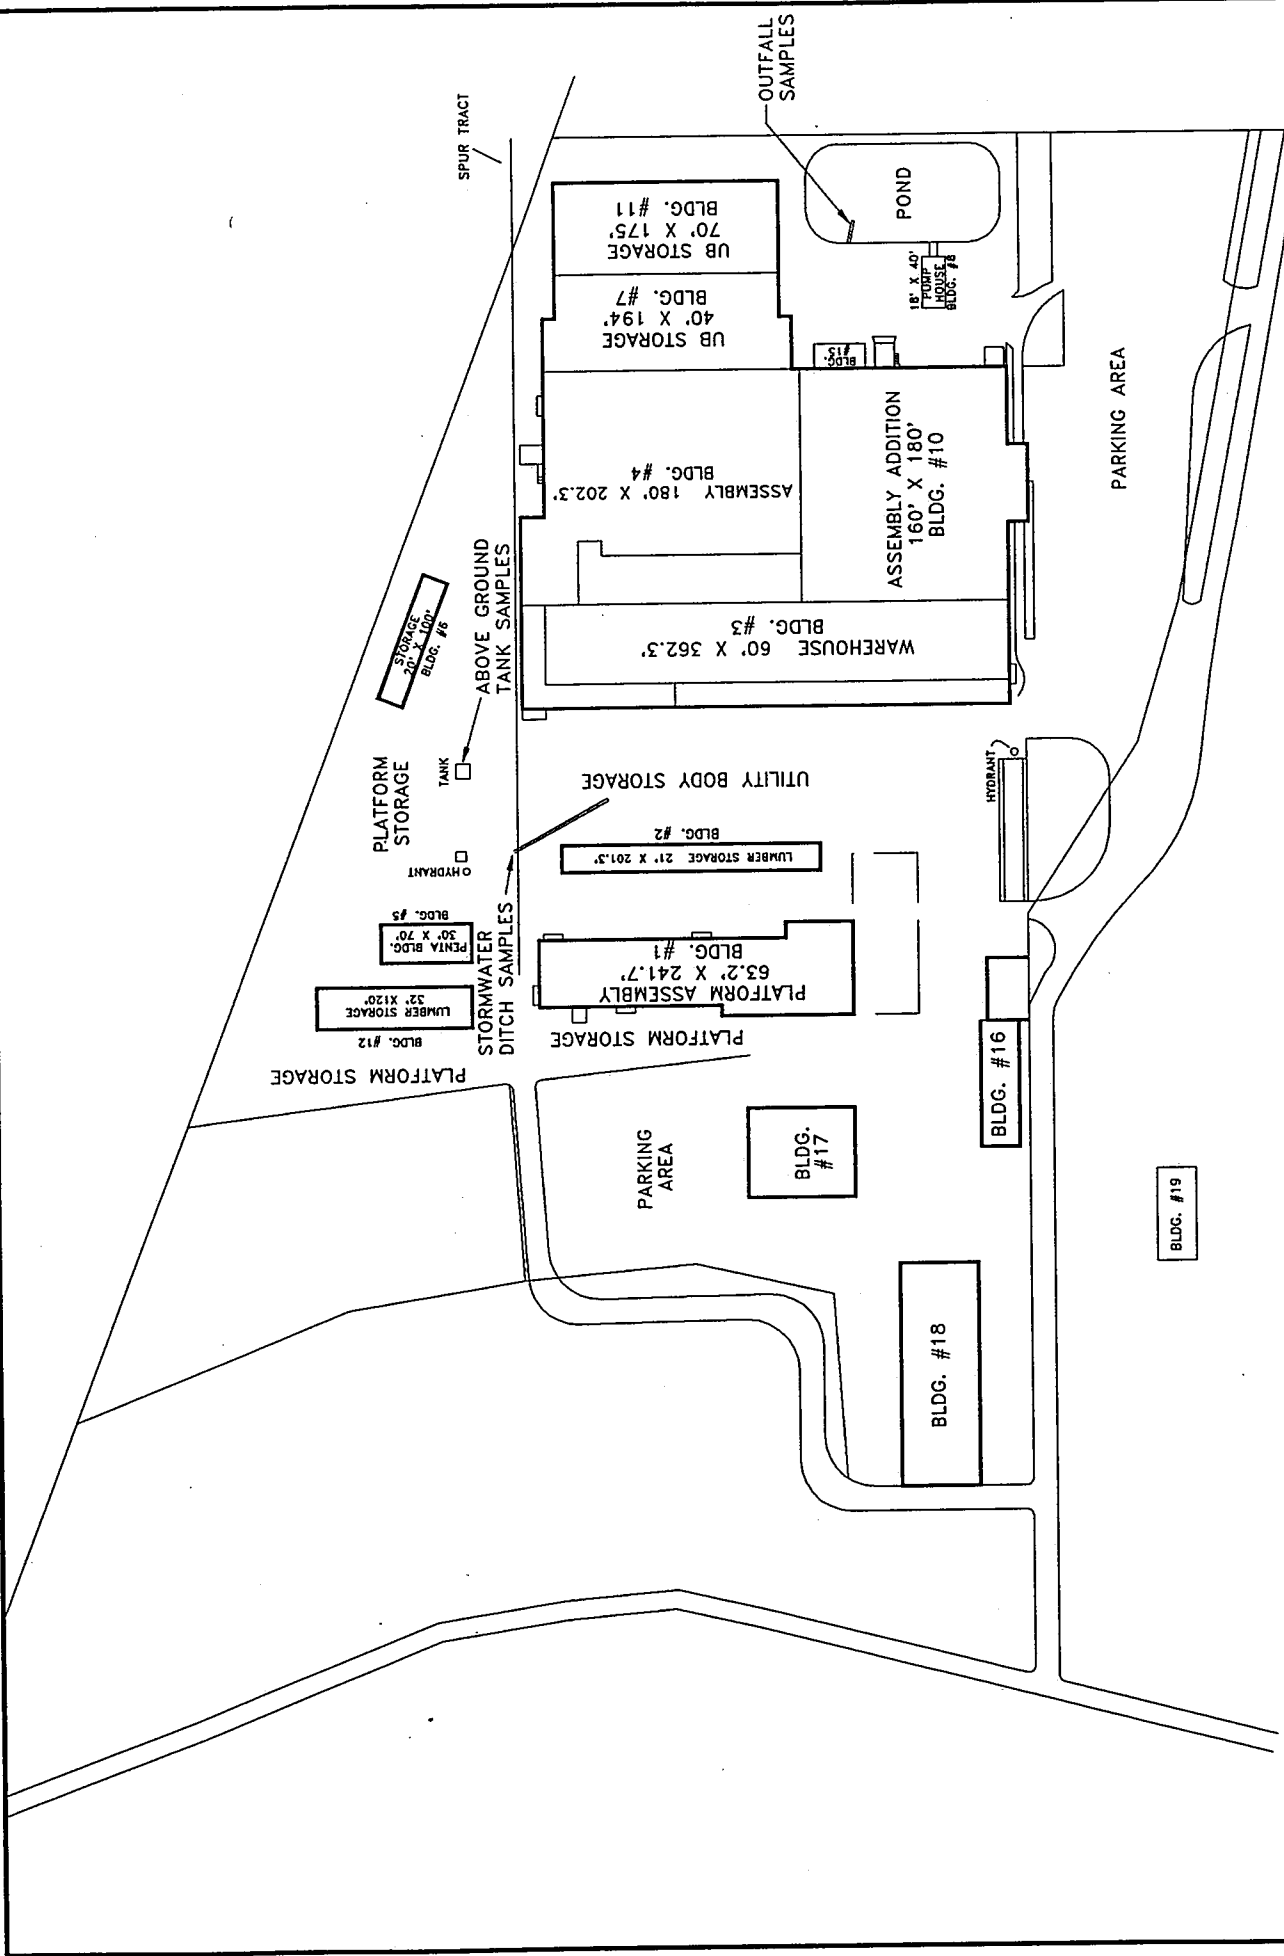 OUTFALL
SAMPLES
SPUR TRACT
POND
18' X 40'
PUMP
HOUSE
BLDG. #8
UB STORAGE
70' X 175'
BLDG. #11
UB STORAGE
40' X 194'
BLDG. #7
BLDG.
#15
ASSEMBLY 180' X 202.3'
BLDG. #4
ASSEMBLY ADDITION
160' X 180'
BLDG. #10
PARKING AREA
WAREHOUSE 60' X 362.3'
BLDG. #3
STORAGE
20' X 100'
BLDG. #6
ABOVE GROUND
TANK SAMPLES
PLATFORM
STORAGE
TANK
HYDRANT
UTILITY BODY STORAGE
HYDRANT
LUMBER STORAGE 21' X 201.3'
BLDG. #2
PENTA BLDG.
30' X 70'
BLDG. #5
STORMWATER
DITCH SAMPLES
PLATFORM ASSEMBLY
63.2' X 241.7'
BLDG. #1
LUMBER STORAGE
32' X120'
BLDG. #12
PLATFORM STORAGE
PLATFORM STORAGE
PARKING
AREA
BLDG. #16
BLDG.
#17
BLDG. #18
BLDG. #19